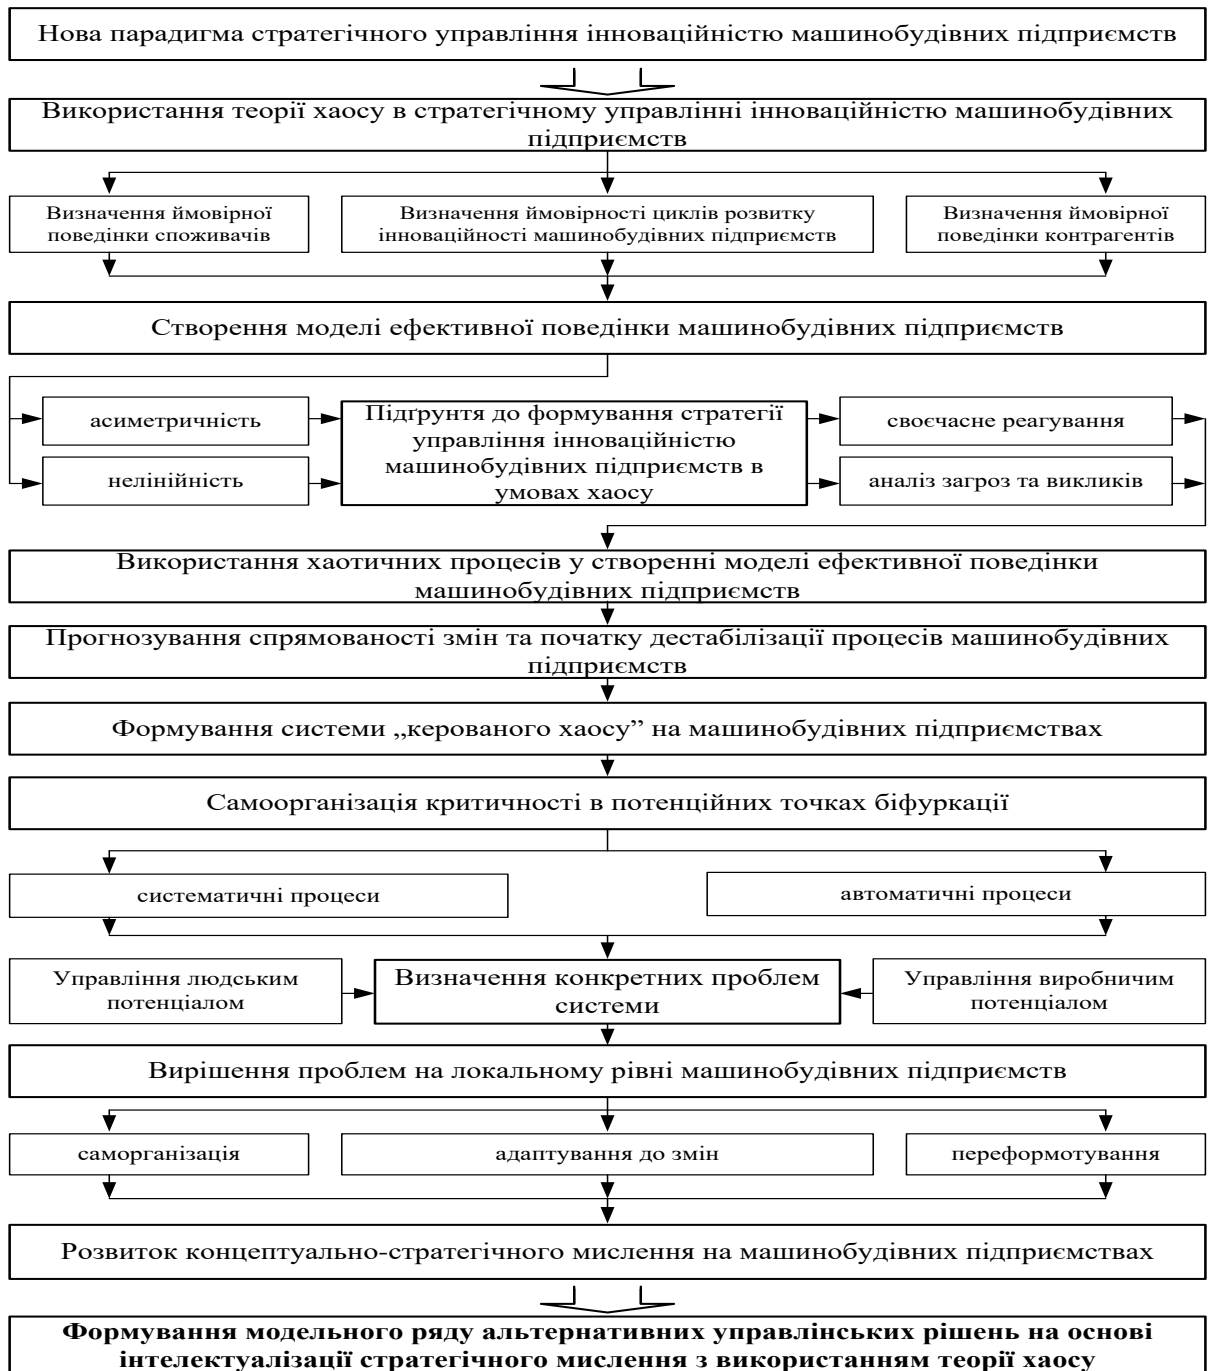 Нова парадигма стратегічного управління інноваційністю машинобудівних підприємств
Використання теорії хаосу в стратегічному управлінні інноваційністю машинобудівних
підприємств
Визначення ймовірної
поведінки споживачів
Визначення ймовірності циклів розвитку
інноваційності машинобудівних підприємств
Визначення ймовірної
поведінки контрагентів
Створення моделі ефективної поведінки машинобудівних підприємств
асиметричність
нелінійність
Підґрунтя до формування стратегії
управління інноваційністю
машинобудівних підприємств в
умовах хаосу
своєчасне реагування
аналіз загроз та викликів
Використання хаотичних процесів у створенні моделі ефективної поведінки
машинобудівних підприємств
Прогнозування спрямованості змін та початку дестабілізації процесів машинобудівних
підприємств
Формування системи „керованого хаосу” на машинобудівних підприємствах
Самоорганізація критичності в потенційних точках біфуркації
систематичні процеси
автоматичні процеси
Управління людським
потенціалом
Визначення конкретних проблем
системи
Управління виробничим
потенціалом
Вирішення проблем на локальному рівні машинобудівних підприємств
саморганізація
адаптування до змін
переформотування
Розвиток концептуально-стратегічного мислення на машинобудівних підприємствах
Формування модельного ряду альтернативних управлінських рішень на основі
інтелектуалізації стратегічного мислення з використанням теорії хаосу